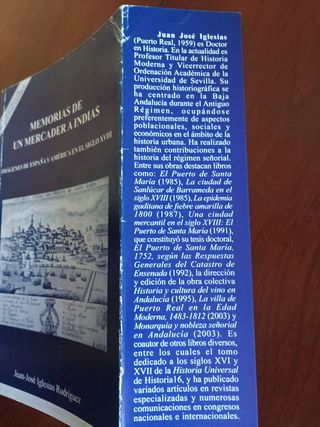 MEMORIAS DE
UN MERCADER A INDIAS
IMÁGENES DE ESPAÑA Y AMÉRICA EN EL SIGLO XVIII
Juan-José Iglesias Rodríguez
Juan José Iglesias
(Puerto Real, 1959) es Doctor
en Historia. En la actualidad es
Profesor Titular de Historia
Moderna y Vicerrector de
Ordenación Académica de la
Universidad de Sevilla. Su
producción historiográfica se
ha centrado en la Baja
Andalucía durante el Antiguo
Régimen, ocupándose
preferentemente de aspectos
poblacionales, sociales y
económicos en el ámbito de la
historia urbana. Ha realizado
también contribuciones a la
historia del régimen señorial.
Entre sus obras destacan libros
como: El Puerto de Santa
María (1985), La ciudad de
Sanlúcar de Barrameda en el
siglo XVIII (1985), La epidemia
gaditana de fiebre amarilla de
1800 (1987), Una ciudad
mercantil en el siglo XVIII: El
Puerto de Santa María (1991),
que constituyó su tesis doctoral,
El Puerto de Santa María,
1752, según las Respuestas
Generales del Catastro de
Ensenada (1992), la dirección
y edición de la obra colectiva
Historia y cultura del vino en
Andalucía (1995), La villa de
Puerto Real en la Edad
Moderna, 1483-1812 (2003) y
Monarquía y nobleza señorial
en Andalucía (2003). Es
coautor de otros libros diversos,
entre los cuales el tomo
dedicado a los siglos XVI y
XVII de la Historia Universal
de Historia16, y ha publicado
variados artículos en revistas
especializadas y numerosas
comunicaciones en congresos
nacionales e internacionales.